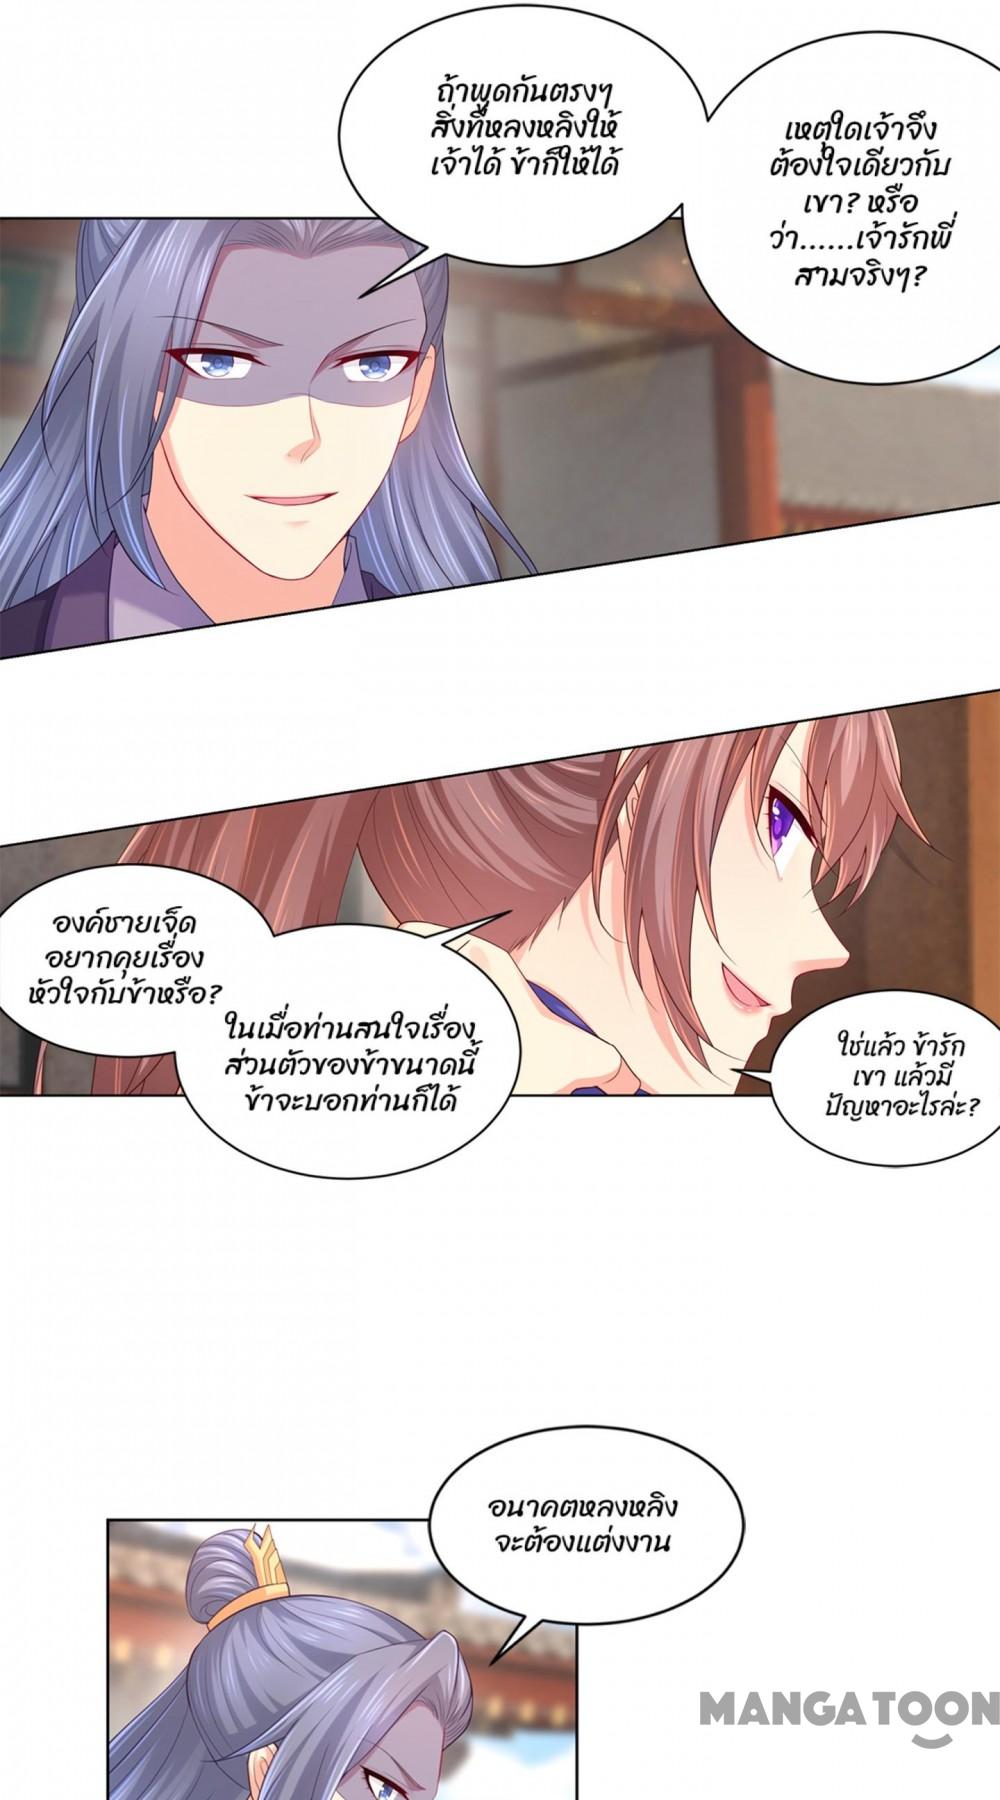 ถ้าพูดกันตรงๆ
สิ่งที่หลงหลิงให้
เจ้าได้ ข้าก็ให้ได้
เหตุใดเจ้าจึง
ต้องใจเดียวกับ
เขา? หรือ
ว่า......เจ้ารักพี่
สามจริงๆ?
องค์ชายเจ็ด
อยากคุยเรื่อง
หัวใจกับข้าหรือ?
ในเมื่อท่านสนใจเรื่อง
ส่วนตัวของข้าขนาดนี้
ข้าจะบอกท่านก็ได้
ใช่แล้ว ข้ารัก
เขา แล้วมี
ปัญหาอะไรล่ะ?
อนาคตหลงหลิง
จะต้องแต่งงาน
MANGATOON